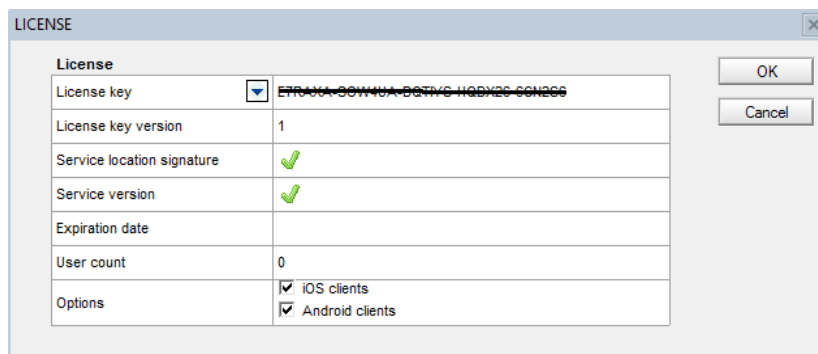 LICENSE
License
License key
License key version 1
Service location signature
Service version
Expiration date
User count 0
Options
iOS clients
Android clients
OK
Cancel